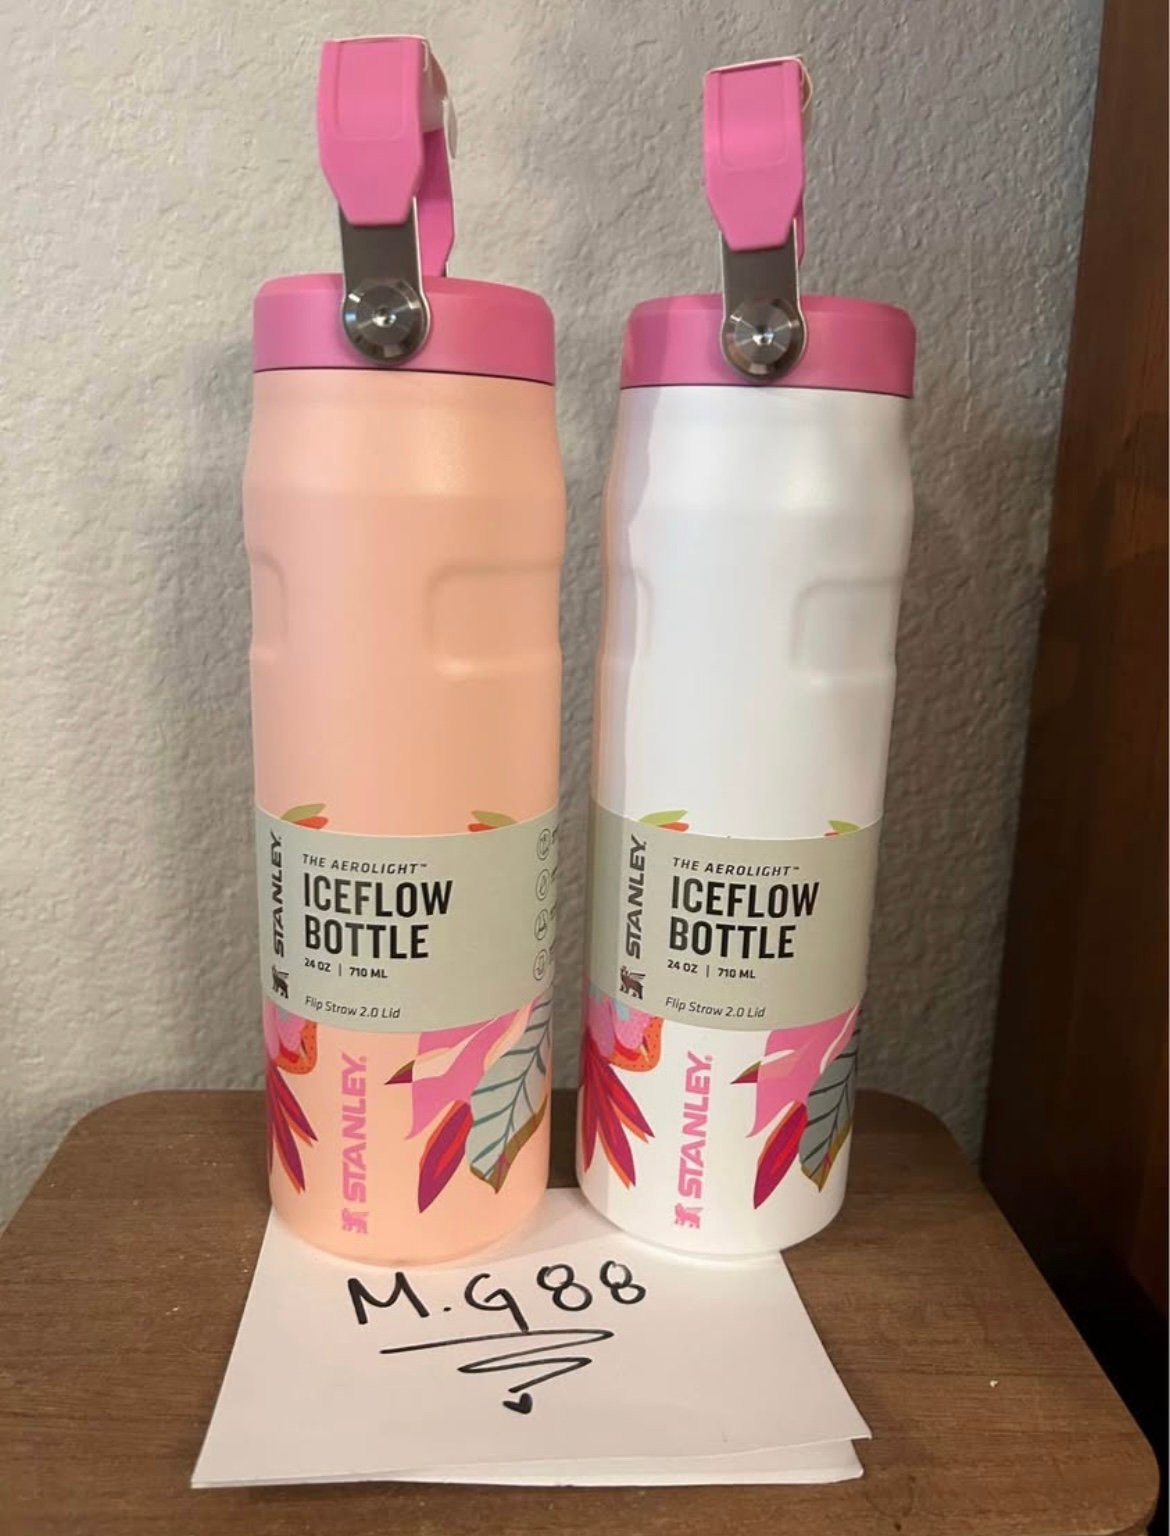 STANLEY.
THE AEROLIGHT™
ICEFLOW
BOTTLE
24 OZ | 710 ML
Flip Straw 2.0 Lid
STANLEY®
STANLEY.
THE AEROLIGHT™
ICEFLOW
BOTTLE
24 OZ | 710 ML
Flip Straw 2.0 Lid
STANLEY®
M.G88